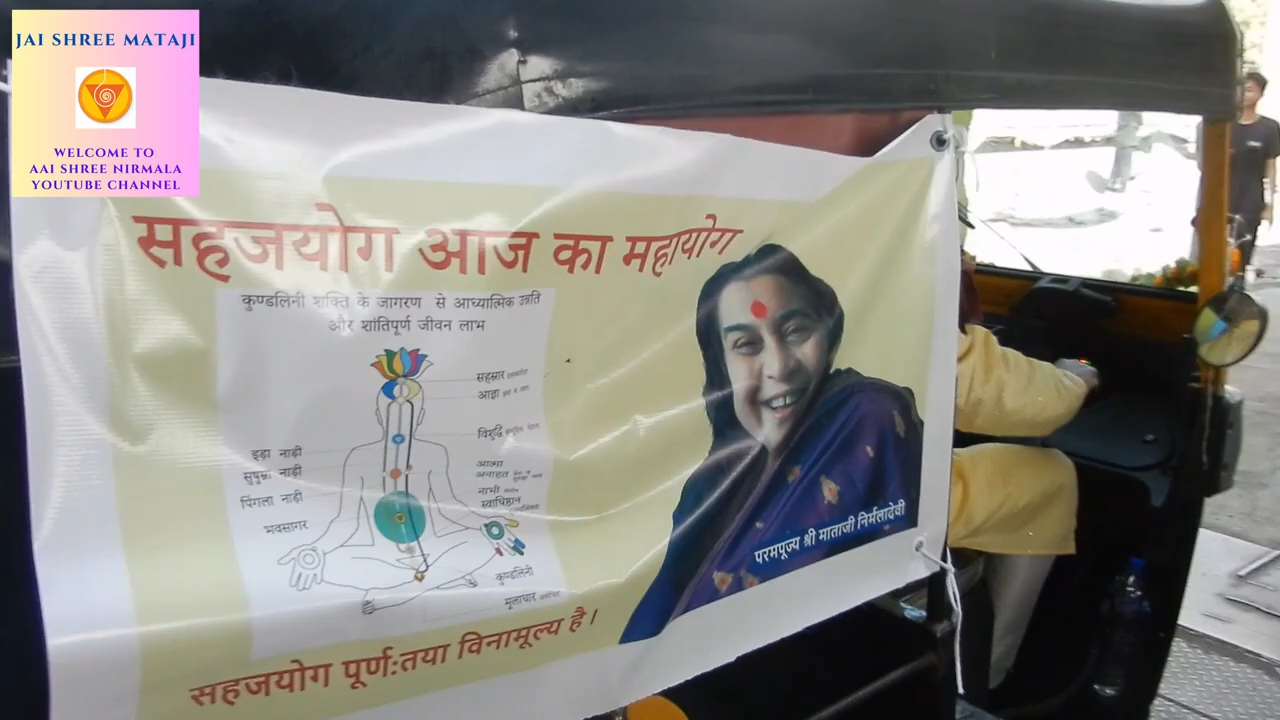 JAI SHREE MATAJI
WELCOME TO
AAI SHREE NIRMALA
YOUTUBE CHANNEL
सहजयोग आज का महायोग
कुण्डलिनी शक्ति के जागरण से आध्यात्मिक उन्नति
और शांतिपूर्ण जीवन लाभ
सहस्रार
आज्ञा
विशुद्धि
इड़ा नाड़ी
सुषुम्ना नाड़ी
पिंगला नाड़ी
भवसागर
आत्मा
अनाहत
नाभी
स्वाधिष्ठान
कुण्डलिनी
मूलाधार
परमपूज्य श्री माताजी निर्मलादेवी
सहजयोग पूर्ण:तया विनामूल्य है।